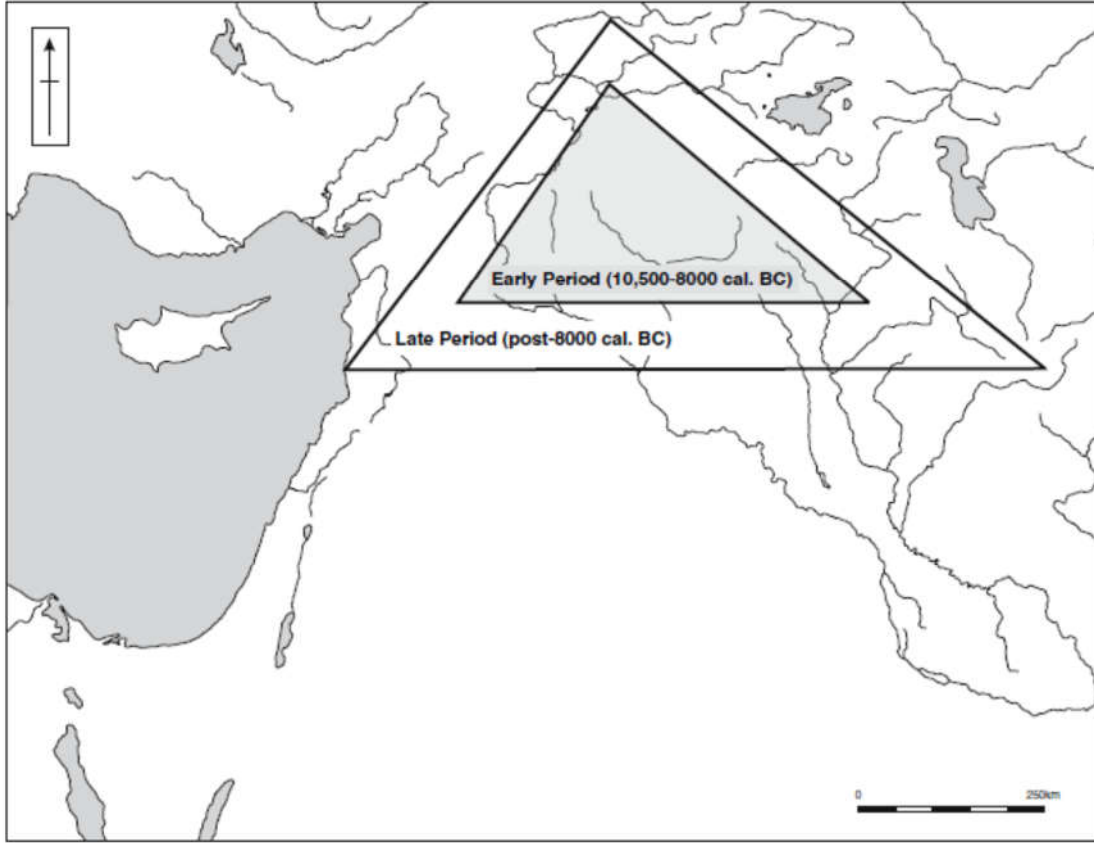 Early Period (10,500-8000 cal. BC)
Late Period (post-8000 cal. BC)
0 250km